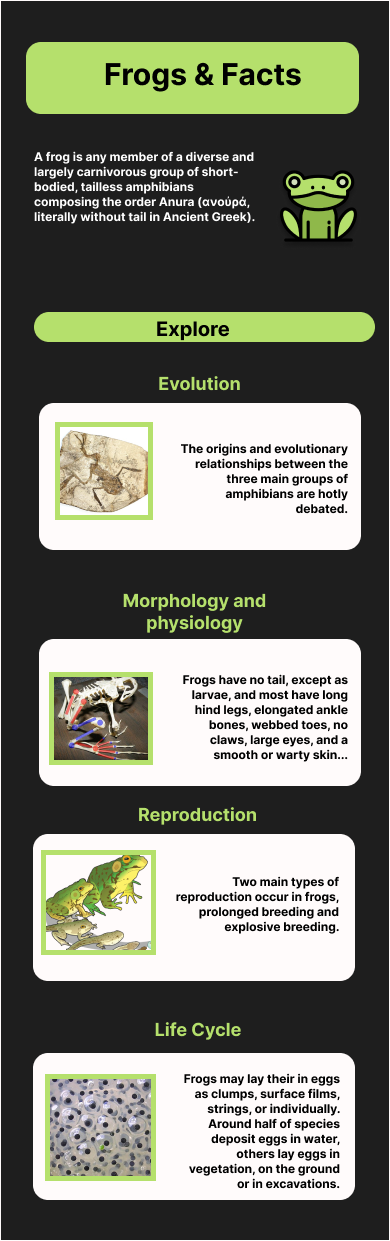 Frogs & Facts
A frog is any member of a diverse and
largely carnivorous group of short-
bodied, tailless amphibians
composing the order Anura (ανούρά,
literally without tail in Ancient Greek).
Explore
Evolution
The origins and evolutionary
relationships between the
three main groups of
amphibians are hotly
debated.
Morphology and
physiology
Frogs have no tail, except as
larvae, and most have long
hind legs, elongated ankle
bones, webbed toes, no
claws, large eyes, and a
smooth or warty skin...
Reproduction
Two main types of
reproduction occur in frogs,
prolonged breeding and
explosive breeding.
Life Cycle
Frogs may lay their in eggs
as clumps, surface films,
strings, or individually.
Around half of species
deposit eggs in water,
others lay eggs in
vegetation, on the ground
or in excavations.